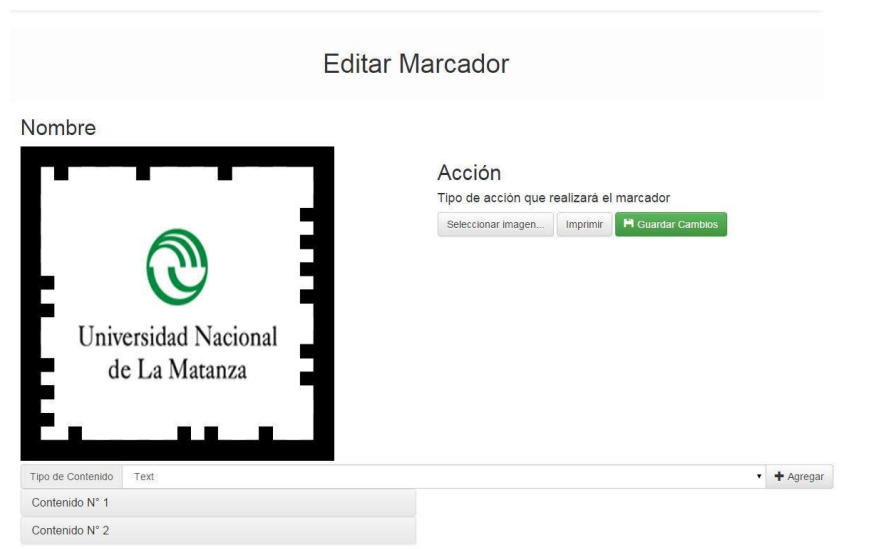 Editar Marcador
Nombre
Universidad Nacional
de La Matanza
Acción
Tipo de acción que realizará el marcador
Seleccionar imagen... Imprimir Guardar Cambios
Tipo de Contenido Text Agregar
Contenido N° 1
Contenido N° 2